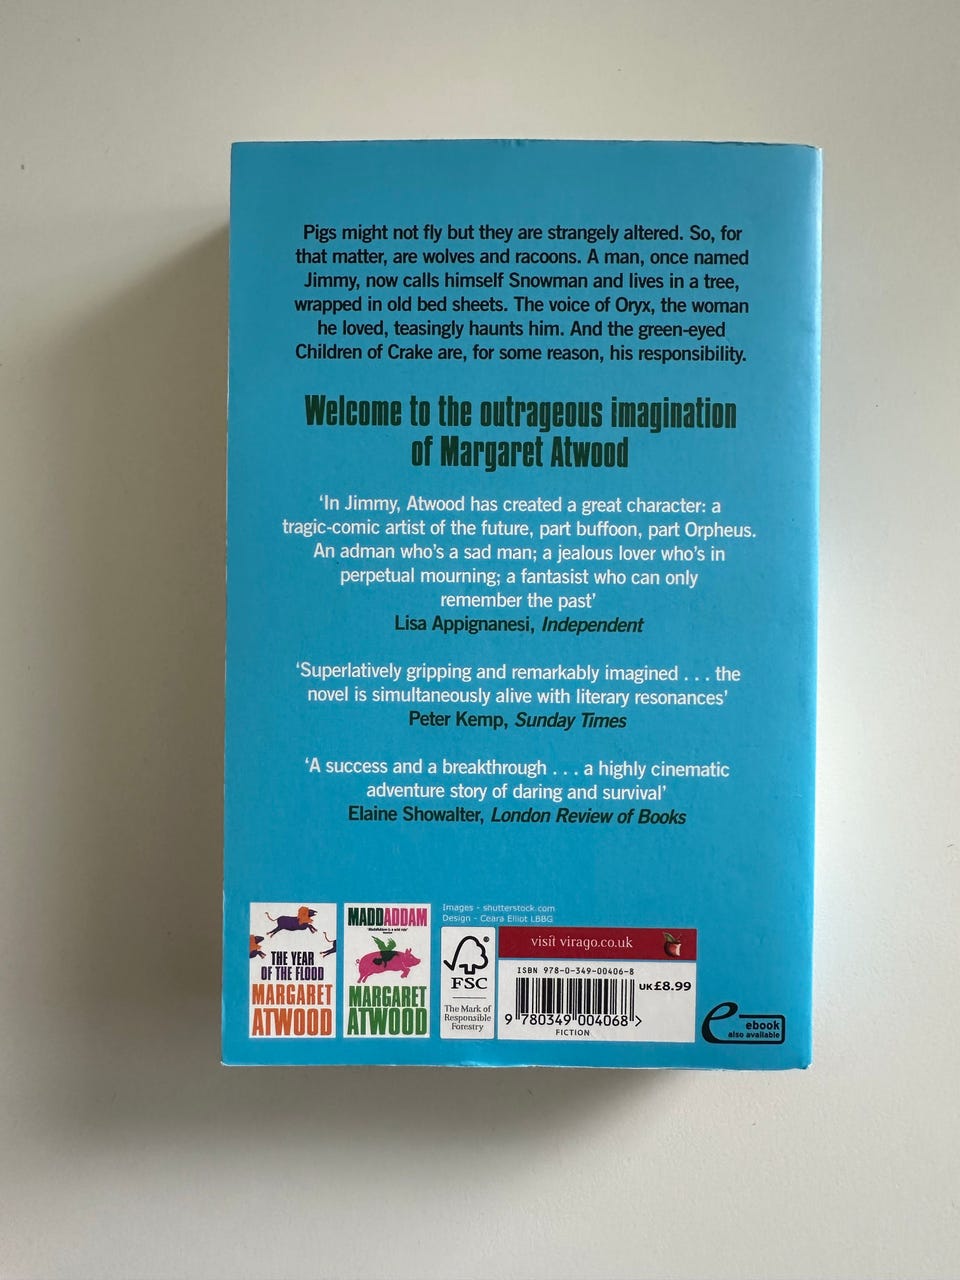 Pigs might not fly but they are strangely altered. So, for
that matter, are wolves and racoons. A man, once named
Jimmy, now calls himself Snowman and lives in a tree,
wrapped in old bed sheets. The voice of Oryx, the woman
he loved, teasingly haunts him. And the green-eyed
Children of Crake are, for some reason, his responsibility.
Welcome to the outrageous imagination
of Margaret Atwood
‘In Jimmy, Atwood has created a great character: a
tragic-comic artist of the future, part buffoon, part Orpheus.
An adman who’s a sad man; a jealous lover who’s in
perpetual mourning; a fantasist who can only
remember the past’
Lisa Appignanesi, Independent
‘Superlatively gripping and remarkably imagined . . . the
novel is simultaneously alive with literary resonances’
Peter Kemp, Sunday Times
‘A success and a breakthrough . . . a highly cinematic
adventure story of daring and survival’
Elaine Showalter, London Review of Books
THE YEAR
OF THE FLOOD
MARGARET
ATWOOD
MADDADDAM
MARGARET
ATWOOD
Images - shutterstock.com
Design - Ceara Elliot LBBG
FSC
The Mark of
Responsible
Forestry
visit virago.co.uk
ISBN 978-0-349-00406-8
UK£8.99
9 780349 004068 >
FICTION
ebook
also available